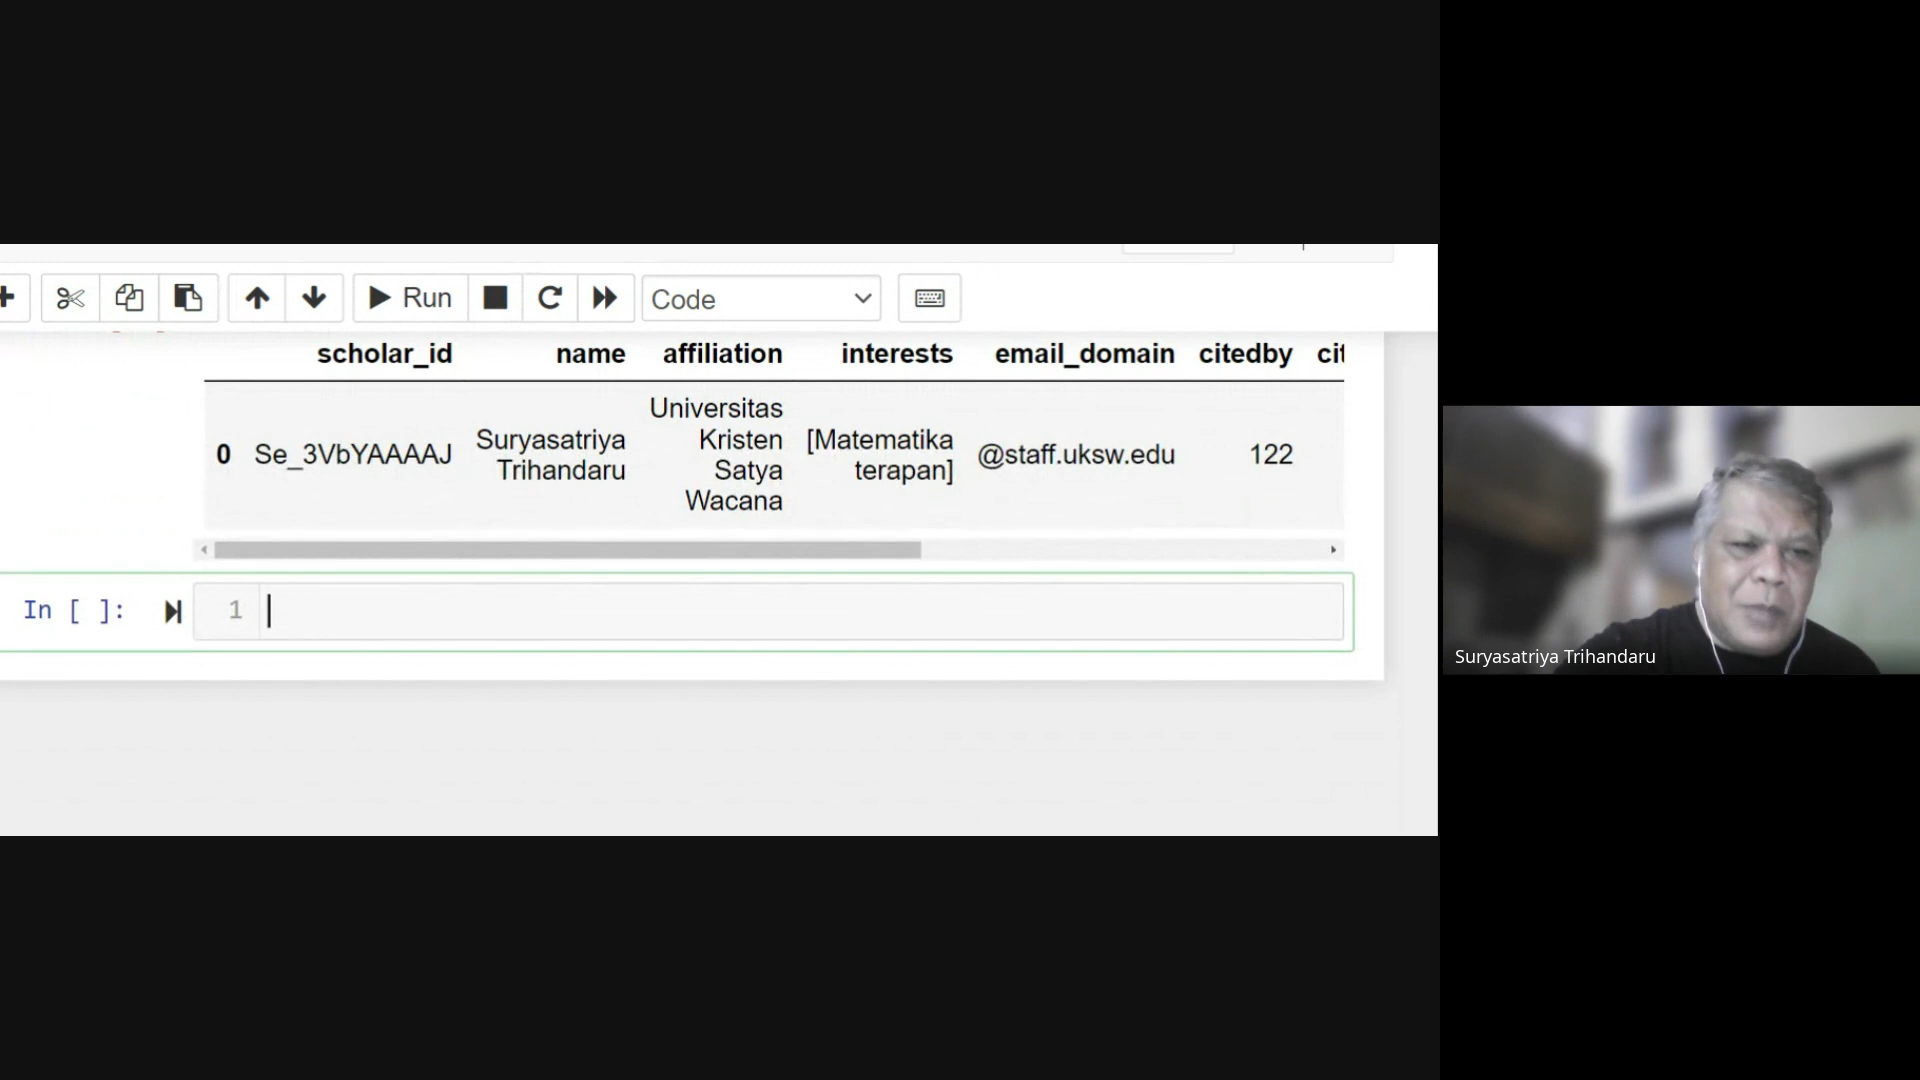 Run
Code
scholar_id name affiliation interests email_domain citedby cit
0 Se_3VbYAAAAJ Suryasatriya Trihandaru Universitas Kristen Satya Wacana [Matematika terapan] @staff.uksw.edu 122
In [ ]: 1
Suryasatriya Trihandaru